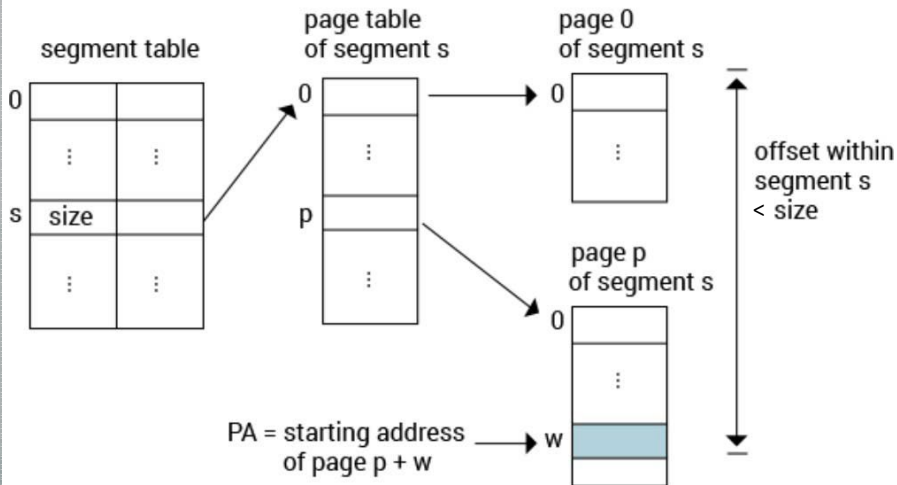 segment table
0
⋮
⋮
s
size
⋮
⋮
page table
of segment s
0
⋮
p
⋮
page 0
of segment s
0
⋮
offset within
segment s
< size
page p
of segment s
0
⋮
PA = starting address
of page p + w
w